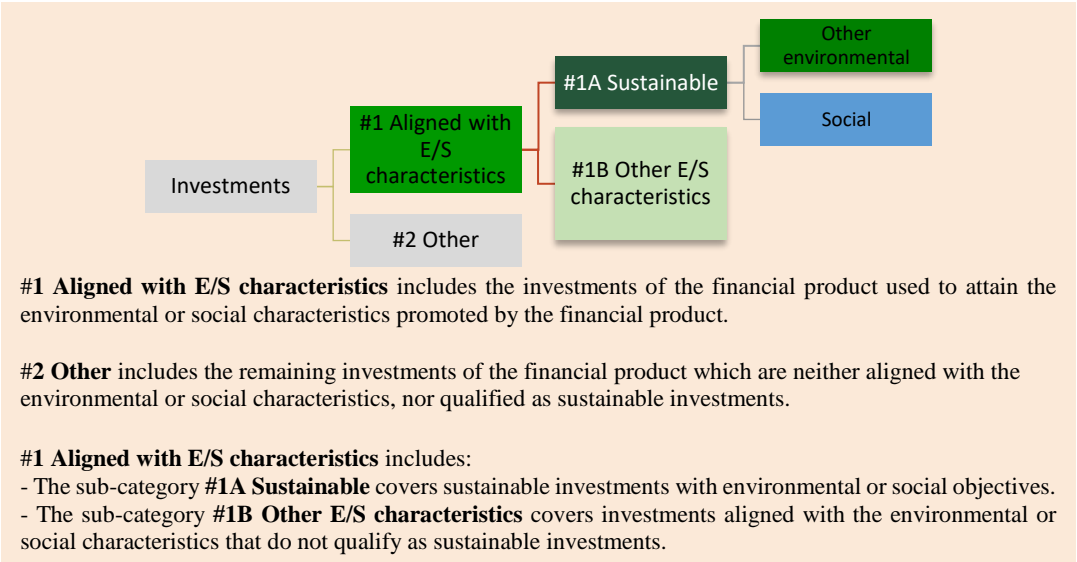 Other
environmental
#1A Sustainable
Social
#1 Aligned with
E/S
characteristics
#1B Other E/S
characteristics
Investments
#2 Other
#1 Aligned with E/S characteristics includes the investments of the financial product used to attain the
environmental or social characteristics promoted by the financial product.
#2 Other includes the remaining investments of the financial product which are neither aligned with the
environmental or social characteristics, nor qualified as sustainable investments.
#1 Aligned with E/S characteristics includes:
- The sub-category #1A Sustainable covers sustainable investments with environmental or social objectives.
- The sub-category #1B Other E/S characteristics covers investments aligned with the environmental or
social characteristics that do not qualify as sustainable investments.